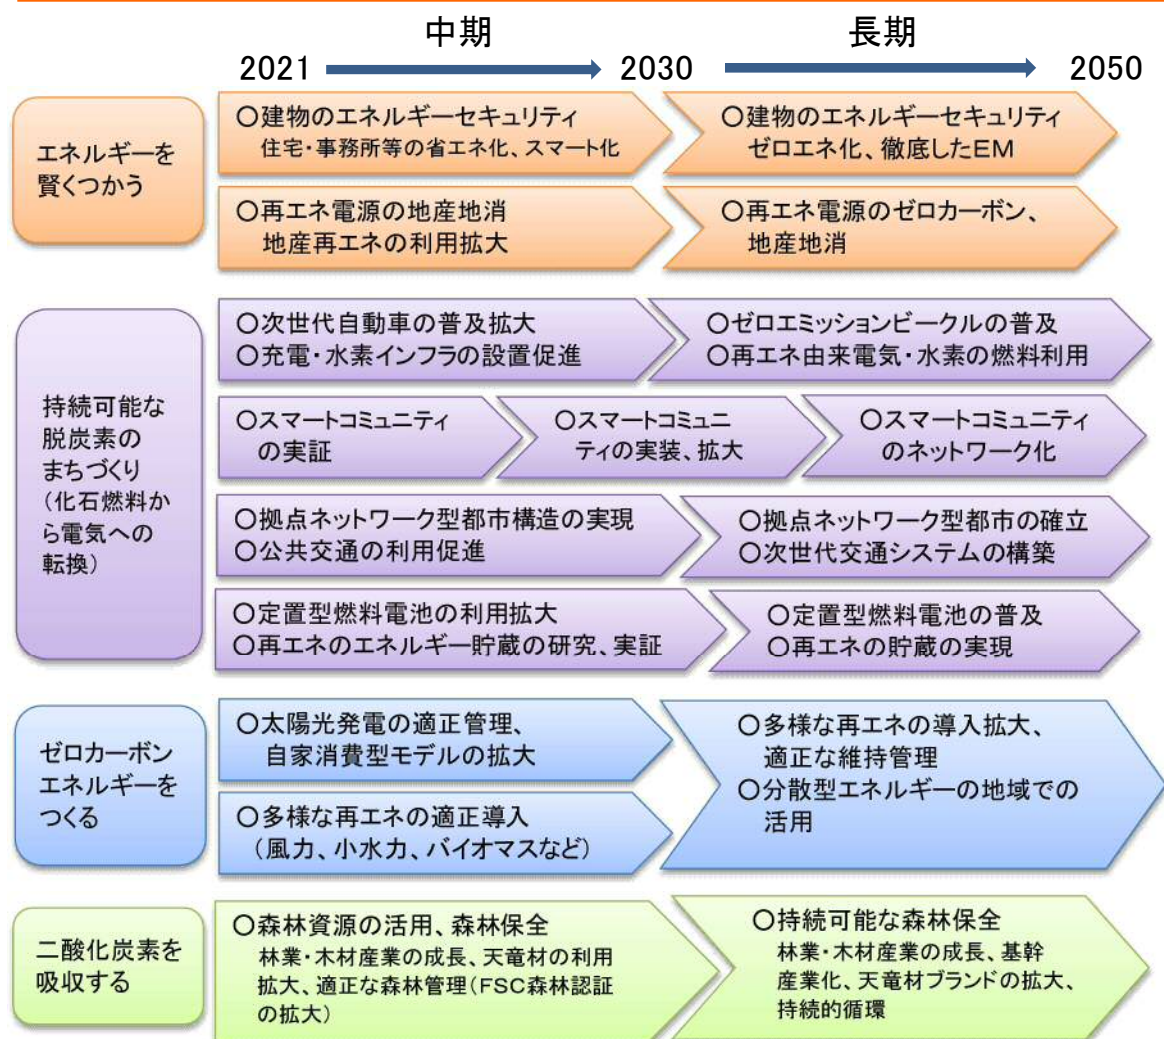 中期
長期
2021
2030
2050
エネルギーを
賢くつかう
〇建物のエネルギーセキュリティ
住宅・事務所等の省エネ化、スマート化
〇建物のエネルギーセキュリティ
ゼロエネ化、徹底したEM
〇再エネ電源の地産地消
地産再エネの利用拡大
〇再エネ電源のゼロカーボン、
地産地消
持続可能な
脱炭素の
まちづくり
(化石燃料か
ら電気への
転換)
〇次世代自動車の普及拡大
〇充電・水素インフラの設置促進
〇ゼロエミッションビークルの普及
〇再エネ由来電気・水素の燃料利用
〇スマートコミュニティ
の実証
〇スマートコミュニ
ティの実装、拡大
〇スマートコミュニティ
のネットワーク化
〇拠点ネットワーク型都市構造の実現
〇公共交通の利用促進
〇拠点ネットワーク型都市の確立
〇次世代交通システムの構築
〇定置型燃料電池の利用拡大
〇再エネのエネルギー貯蔵の研究、実証
〇定置型燃料電池の普及
〇再エネの貯蔵の実現
ゼロカーボン
エネルギーを
つくる
〇太陽光発電の適正管理、
自家消費型モデルの拡大
〇多様な再エネの適正導入
(風力、小水力、バイオマスなど)
〇多様な再エネの導入拡大、
適正な維持管理
〇分散型エネルギーの地域での
活用
二酸化炭素を
吸収する
〇森林資源の活用、森林保全
林業・木材産業の成長、天竜材の利用
拡大、適正な森林管理(FSC森林認証
の拡大)
〇持続可能な森林保全
林業・木材産業の成長、基幹
産業化、天竜材ブランドの拡大、
持続的循環